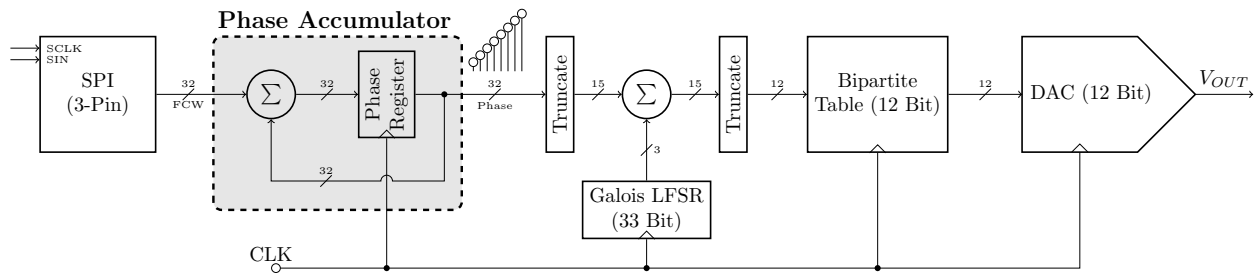 Phase Accumulator
SCLK
SIN
SPI
(3-Pin)
32
FCW
Σ
32
Phase
Register
32
32
Phase
Truncate
15
Σ
15
Truncate
12
Bipartite
Table (12 Bit)
12
DAC (12 Bit)
V_OUT
3
Galois LFSR
(33 Bit)
CLK